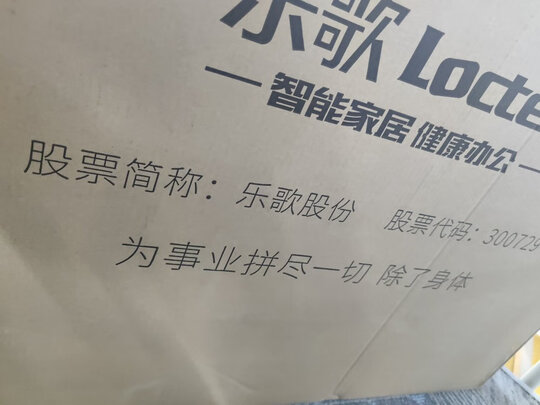 乐歌 Locte
智能家居 健康办公
股票简称：乐歌股份 股票代码：300729
为事业拼尽一切 除了身体